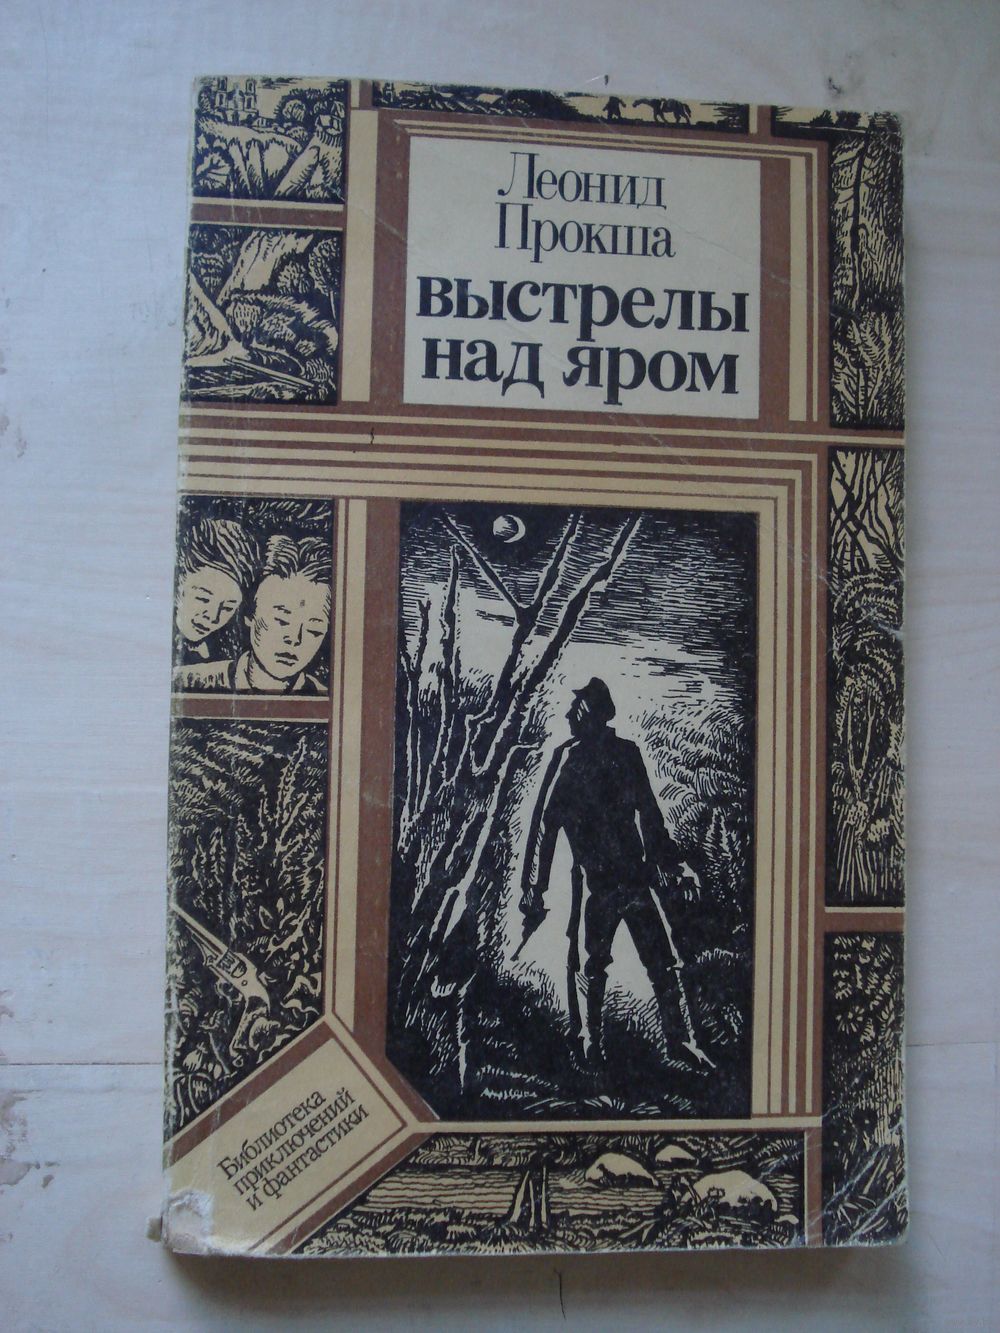 Леонид
Прокша
выстрелы
над яром
Библиотека
приключений
и фантастики